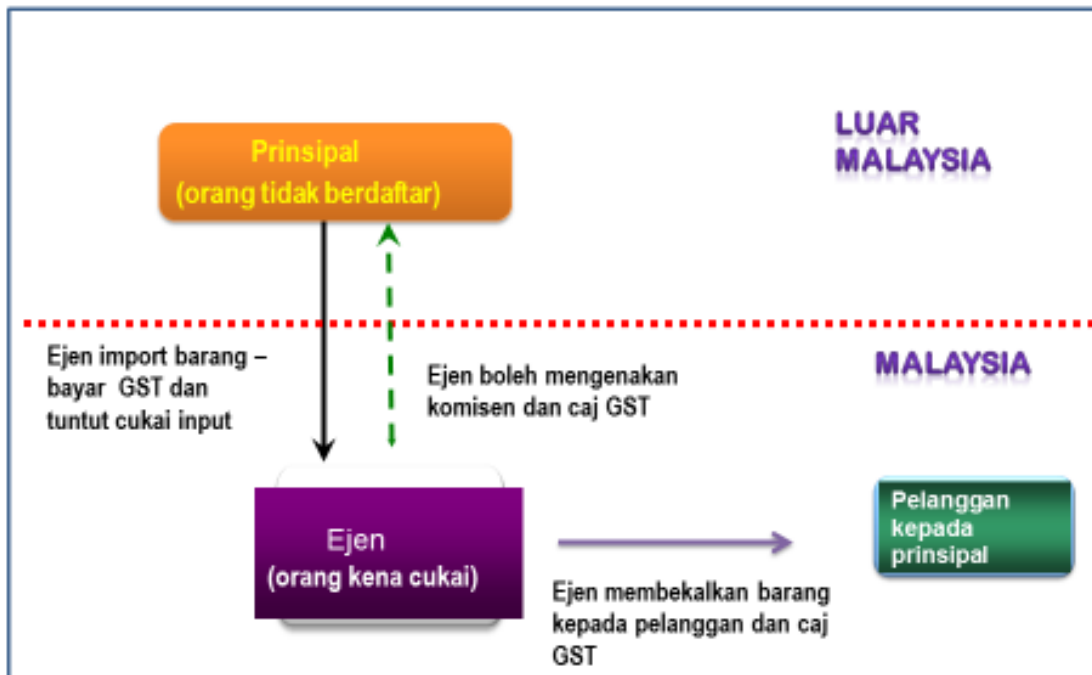 LUAR
MALAYSIA
Prinsipal
(orang tidak berdaftar)
MALAYSIA
Ejen import barang –
bayar GST dan
tuntut cukai input
Ejen boleh mengenakan
komisen dan caj GST
Ejen
(orang kena cukai)
Pelanggan
kepada
prinsipal
Ejen membekalkan barang
kepada pelanggan dan caj
GST